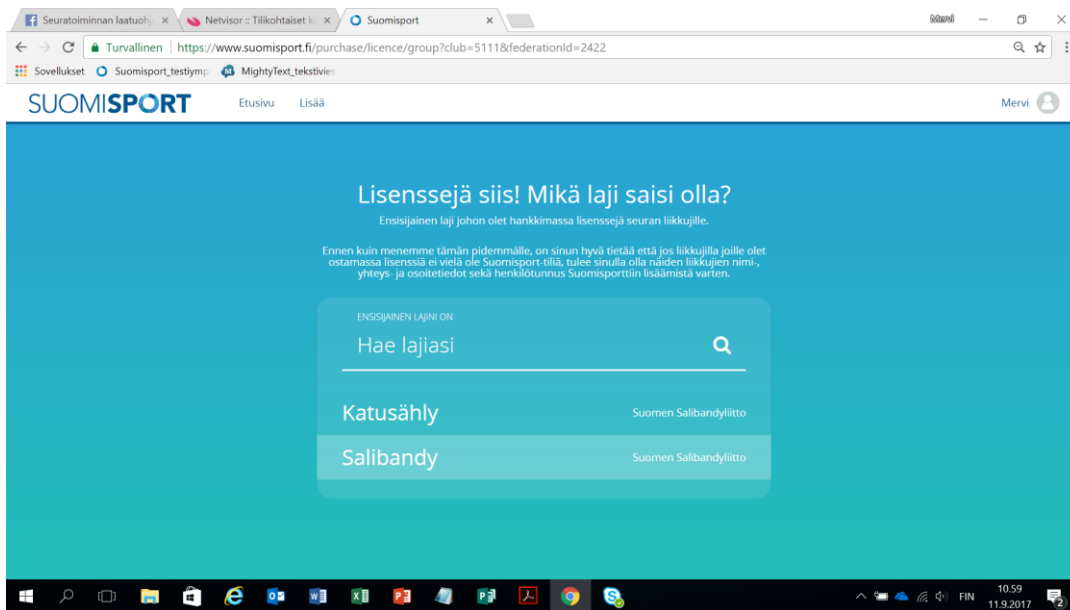 Seuratoiminnan laatuohj
Netvisor :: Tilikohtaiset k
Suomisport
Mervi
Turvallinen | https://www.suomisport.fi/purchase/licence/group?club=5111&federationId=2422
Sovellukset
Suomisport_testiymp
MightyText_tekstivies
SUOMISPORT
Etusivu
Lisää
Mervi
Lisenssejä siis! Mikä laji saisi olla?
Ensisijainen laji johon olet hankkimassa lisenssejä seuran liikkujille.
Ennen kuin menemme tämän pidemmälle, on sinun hyvä tietää että jos liikkujilla joille olet
ostamassa lisenssiä ei vielä ole Suomisport-tiliä, tulee sinulla olla näiden liikkujien nimi-,
yhteys- ja osoitetiedot sekä henkilötunnus Suomisporttiin lisäämistä varten.
ENSISIJAINEN LAJINI ON
Hae lajiasi
Katusähly
Suomen Salibandyliitto
Salibandy
Suomen Salibandyliitto
FIN
10.59
11.9.2017
2